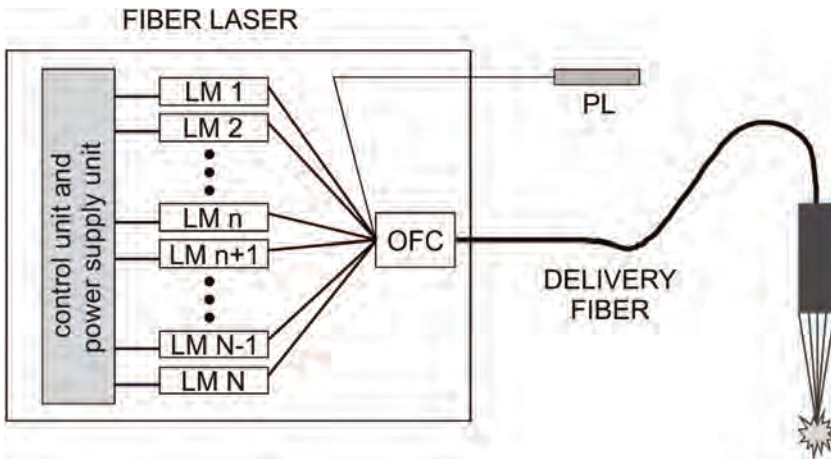 FIBER LASER
control unit and
power supply unit
LM 1
LM 2
LM n
LM n+1
LM N-1
LM N
OFC
PL
DELIVERY
FIBER